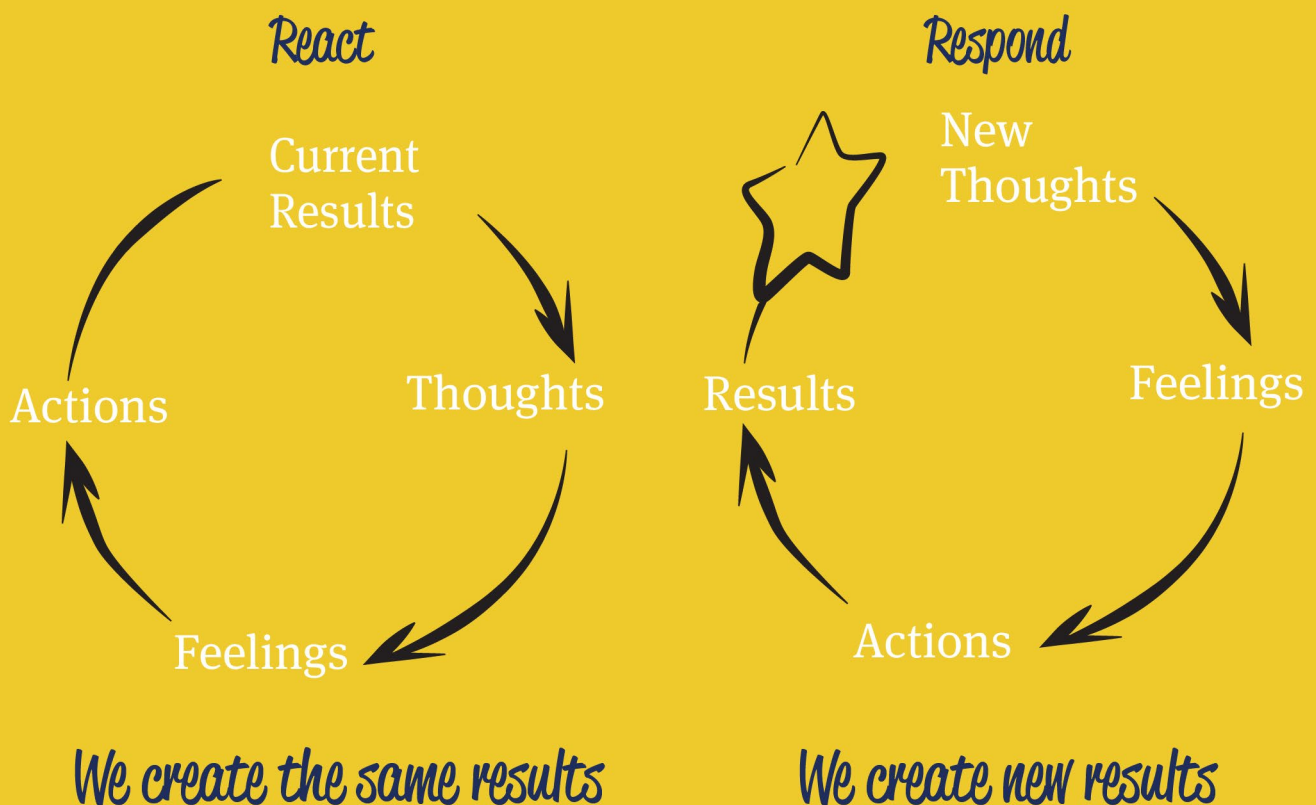 React
Current
Results
Thoughts
Feelings
Actions
We create the same results
Respond
New
Thoughts
Feelings
Actions
Results
We create new results